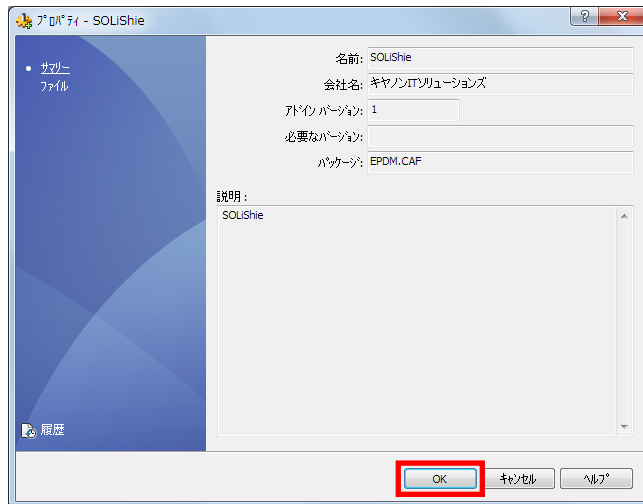 プロパティ - SOLiShie
サマリー
ファイル
名前: SOLiShie
会社名: キヤノンITソリューションズ
アドイン バージョン: 1
必要なバージョン:
パッケージ: EPDM.CAF
説明:
SOLiShie
履歴
OK キャンセル ヘルプ